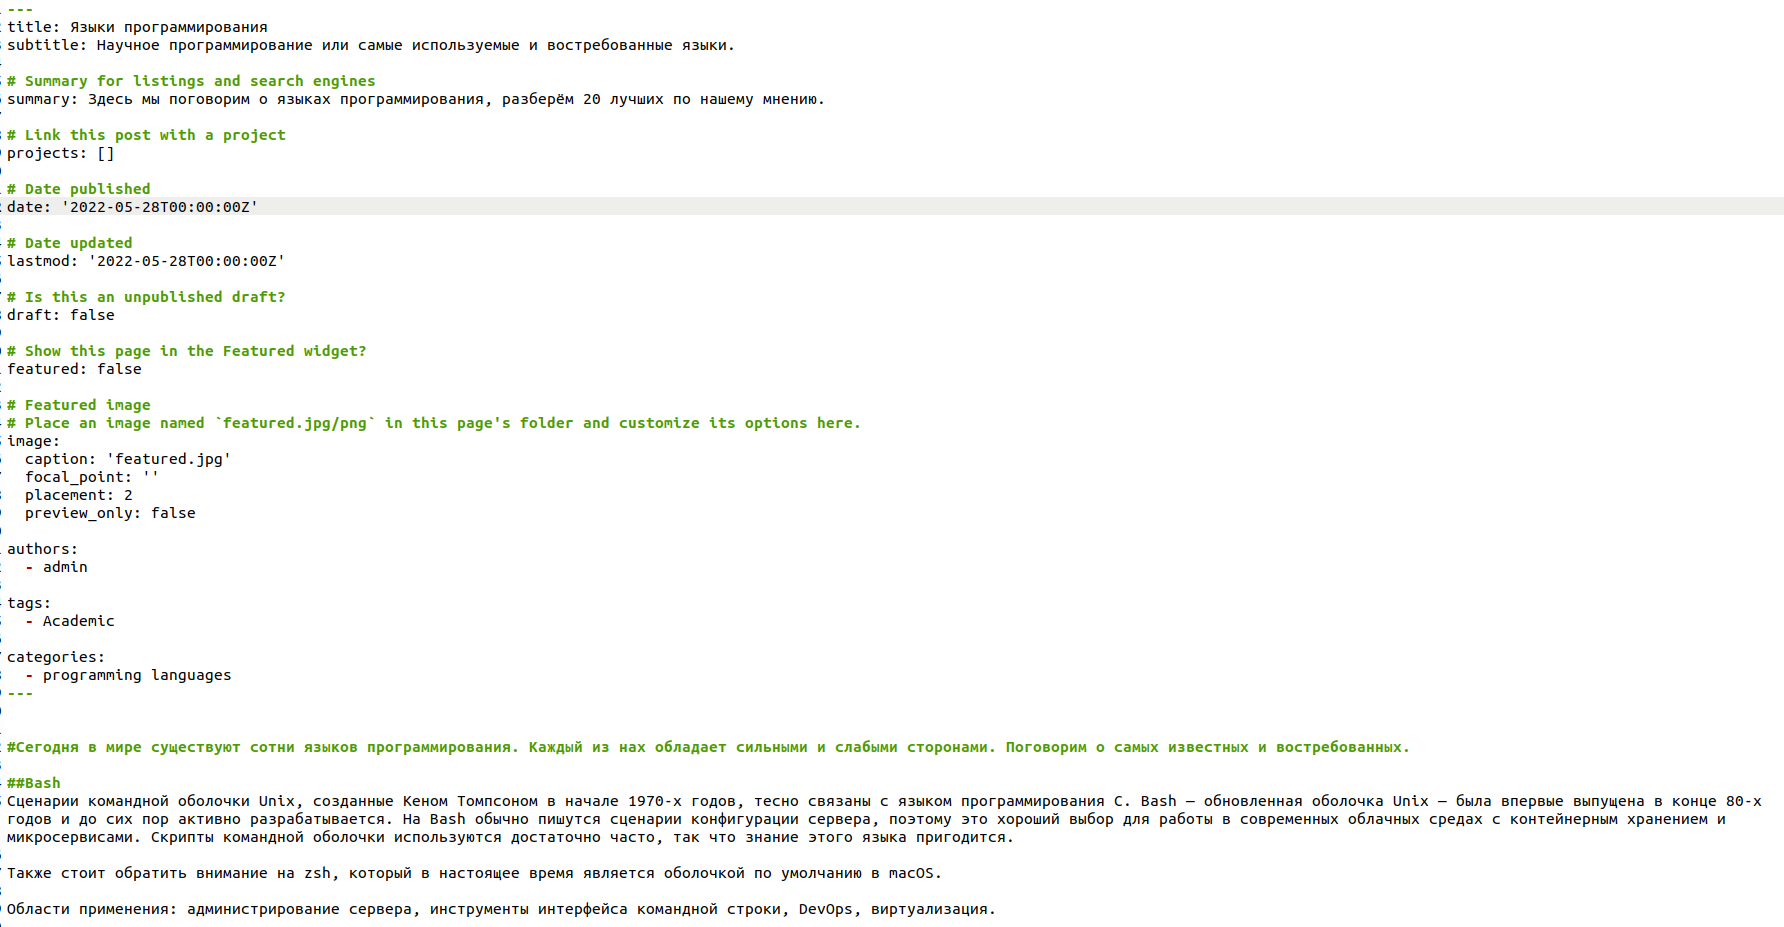 ---
title: Языки программирования
subtitle: Научное программирование или самые используемые и востребованные языки.
# Summary for listings and search engines
summary: Здесь мы поговорим о языках программирования, разберём 20 лучших по нашему мнению.
# Link this post with a project
projects: []
# Date published
date: '2022-05-28T00:00:00Z'
# Date updated
lastmod: '2022-05-28T00:00:00Z'
# Is this an unpublished draft?
draft: false
# Show this page in the Featured widget?
featured: false
# Featured image
# Place an image named `featured.jpg/png` in this page's folder and customize its options here.
image:
  caption: 'featured.jpg'
  focal_point: ''
  placement: 2
  preview_only: false
authors:
  - admin
tags:
  - Academic
categories:
  - programming languages
---
#Сегодня в мире существуют сотни языков программирования. Каждый из нах обладает сильными и слабыми сторонами. Поговорим о самых известных и востребованных.
##Bash
Сценарии командной оболочки Unix, созданные Кеном Томпсоном в начале 1970-х годов, тесно связаны с языком программирования C. Bash — обновленная оболочка Unix — была впервые выпущена в конце 80-х
годов и до сих пор активно разрабатывается. На Bash обычно пишутся сценарии конфигурации сервера, поэтому это хороший выбор для работы в современных облачных средах с контейнерным хранением и
микросервисами. Скрипты командной оболочки используются достаточно часто, так что знание этого языка пригодится.
Также стоит обратить внимание на zsh, который в настоящее время является оболочкой по умолчанию в macOS.
Области применения: администрирование сервера, инструменты интерфейса командной строки, DevOps, виртуализация.